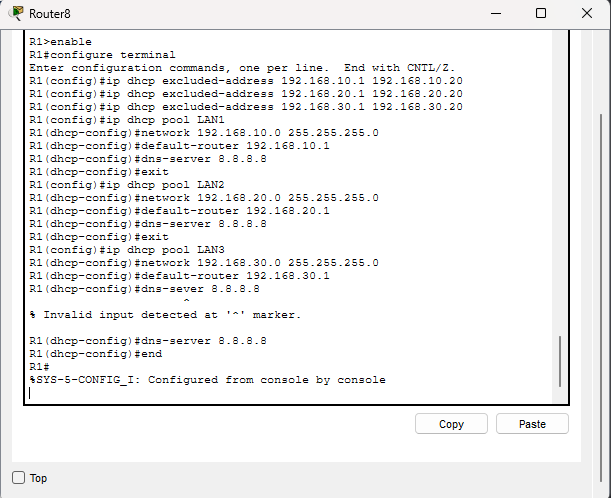 Router8
R1>enable
R1#configure terminal
Enter configuration commands, one per line.  End with CNTL/Z.
R1(config)#ip dhcp excluded-address 192.168.10.1 192.168.10.20
R1(config)#ip dhcp excluded-address 192.168.20.1 192.168.20.20
R1(config)#ip dhcp excluded-address 192.168.30.1 192.168.30.20
R1(config)#ip dhcp pool LAN1
R1(dhcp-config)#network 192.168.10.0 255.255.255.0
R1(dhcp-config)#default-router 192.168.10.1
R1(dhcp-config)#dns-server 8.8.8.8
R1(dhcp-config)#exit
R1(config)#ip dhcp pool LAN2
R1(dhcp-config)#network 192.168.20.0 255.255.255.0
R1(dhcp-config)#default-router 192.168.20.1
R1(dhcp-config)#dns-server 8.8.8.8
R1(dhcp-config)#exit
R1(config)#ip dhcp pool LAN3
R1(dhcp-config)#network 192.168.30.0 255.255.255.0
R1(dhcp-config)#default-router 192.168.30.1
R1(dhcp-config)#dns-sever 8.8.8.8
^
% Invalid input detected at '^' marker.
R1(dhcp-config)#dns-server 8.8.8.8
R1(dhcp-config)#end
R1#
%SYS-5-CONFIG_I: Configured from console by console
Copy
Paste
Top